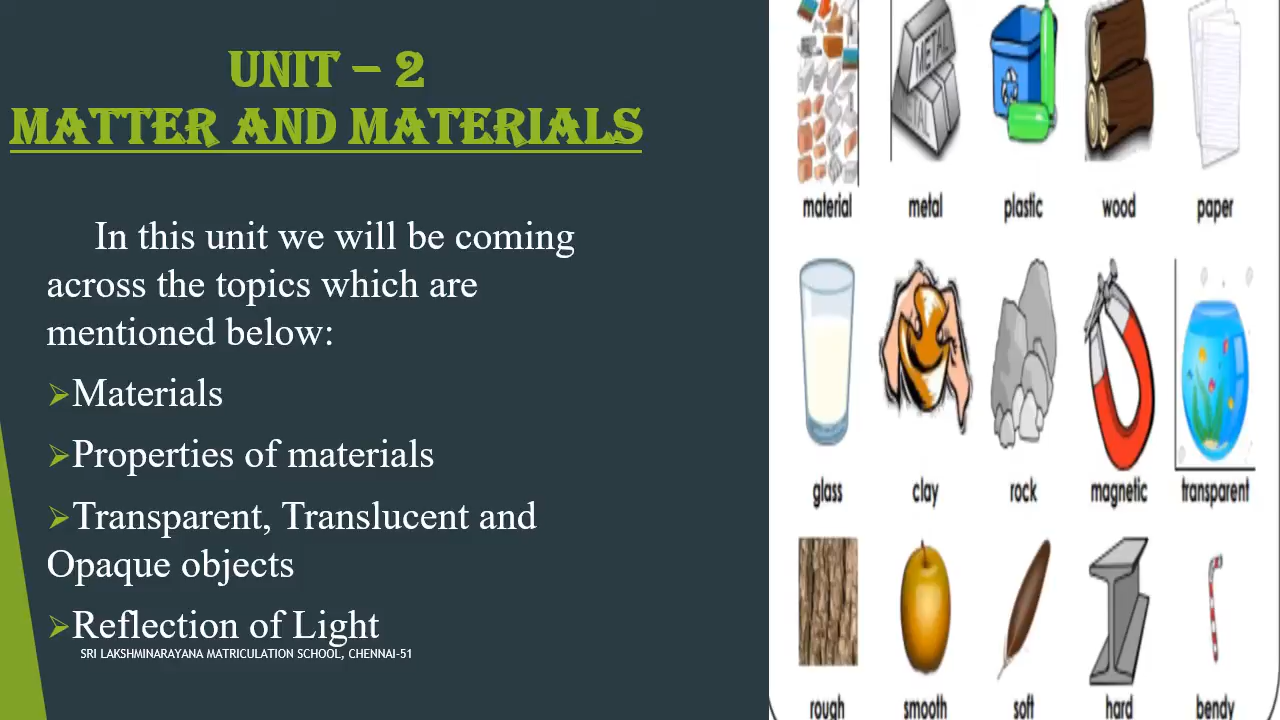 UNIT – 2
MATTER AND MATERIALS
In this unit we will be coming
across the topics which are
mentioned below:
Materials
Properties of materials
Transparent, Translucent and
Opaque objects
Reflection of Light
SRI LAKSHMINARAYANA MATRICULATION SCHOOL, CHENNAI-51
METAL
METAL
material metal plastic wood paper
glass clay rock magnetic transparent
rough smooth soft hard bendy